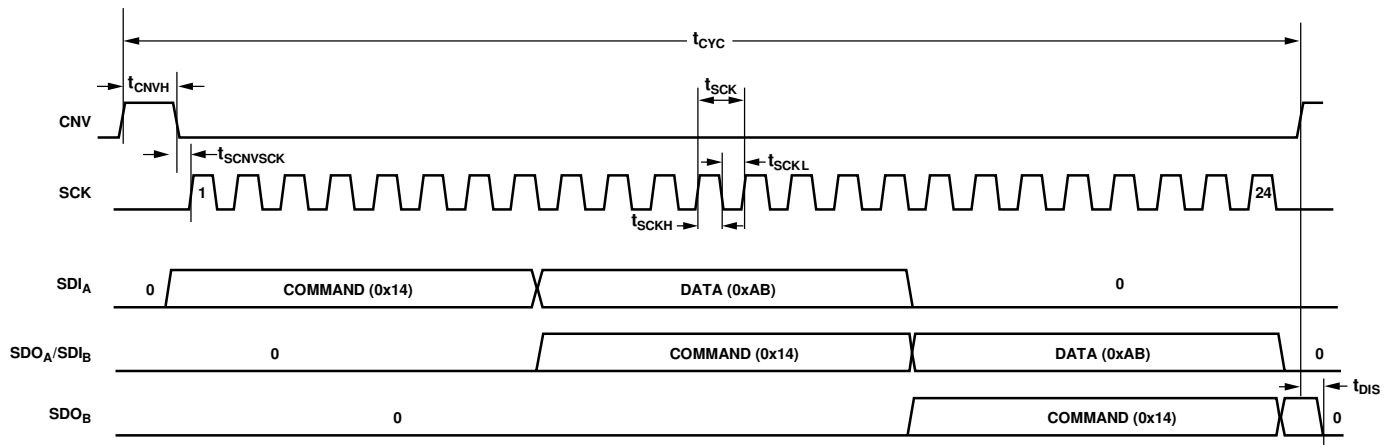 tCYC
tCNVH
tSCK
CNV
tSCNVSCK
tSCKL
SCK
1
24
tSCKH
SDIA
0
COMMAND (0x14)
DATA (0xAB)
0
SDOA/SDIB
0
COMMAND (0x14)
DATA (0xAB)
0
tDIS
SDOB
0
COMMAND (0x14)
0